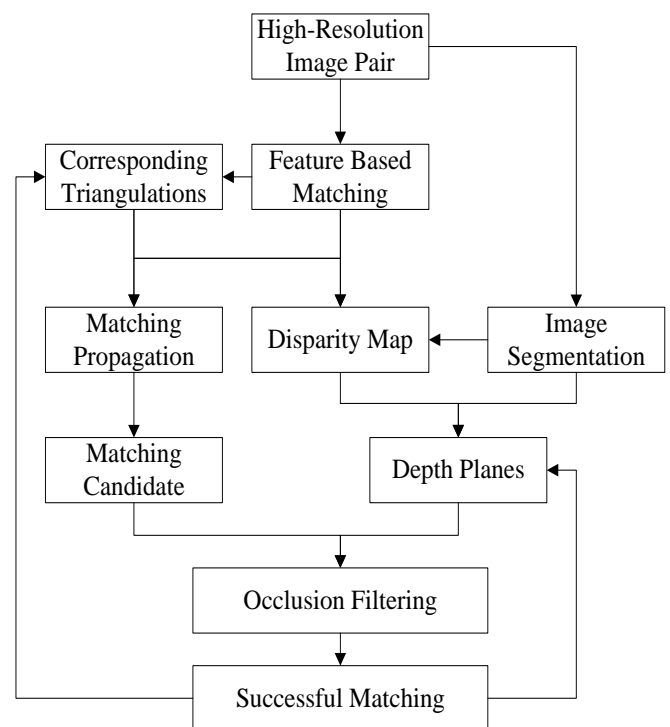 High-Resolution
Image Pair
Corresponding
Triangulations
Feature Based
Matching
Matching
Propagation
Disparity Map
Image
Segmentation
Matching
Candidate
Depth Planes
Occlusion Filtering
Successful Matching